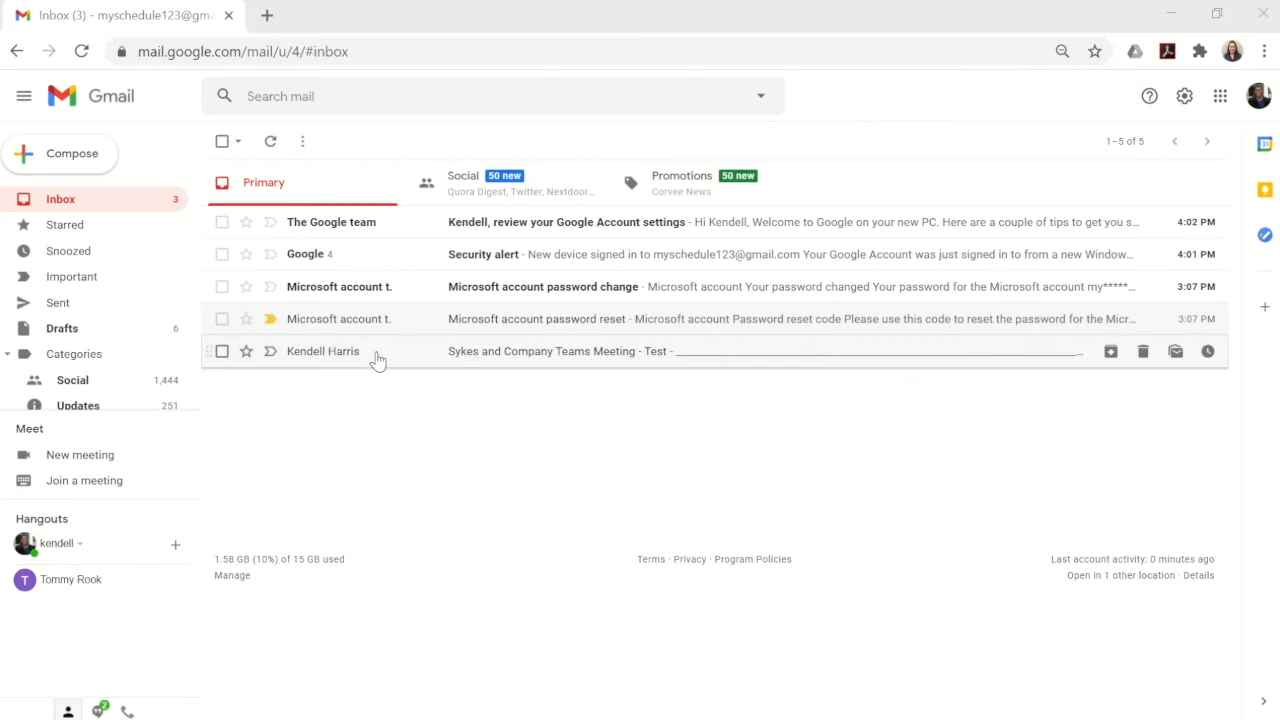 Inbox (3) - myschedule123@gma
mail.google.com/mail/u/4/#inbox
Gmail
Search mail
Compose
1–5 of 5
Primary
Social 50 new
Quora Digest, Twitter, Nextdoor...
Promotions 50 new
Corvee News
Inbox 3
Starred
Snoozed
Important
Sent
Drafts 6
Categories
Social 1,444
Updates 251
The Google team Kendell, review your Google Account settings - Hi Kendell, Welcome to Google on your new PC. Here are a couple of tips to get you s... 4:02 PM
Google 4 Security alert - New device signed in to myschedule123@gmail.com Your Google Account was just signed in to from a new Window... 4:01 PM
Microsoft account t. Microsoft account password change - Microsoft account Your password changed Your password for the Microsoft account my*****... 3:07 PM
Microsoft account t. Microsoft account password reset - Microsoft account Password reset code Please use this code to reset the password for the Micr... 3:07 PM
Kendell Harris Sykes and Company Teams Meeting - Test - ________________________________________________________________...
Meet
New meeting
Join a meeting
Hangouts
kendell
T Tommy Rook
2
1.58 GB (10%) of 15 GB used
Manage
Terms · Privacy · Program Policies
Last account activity: 0 minutes ago
Open in 1 other location · Details